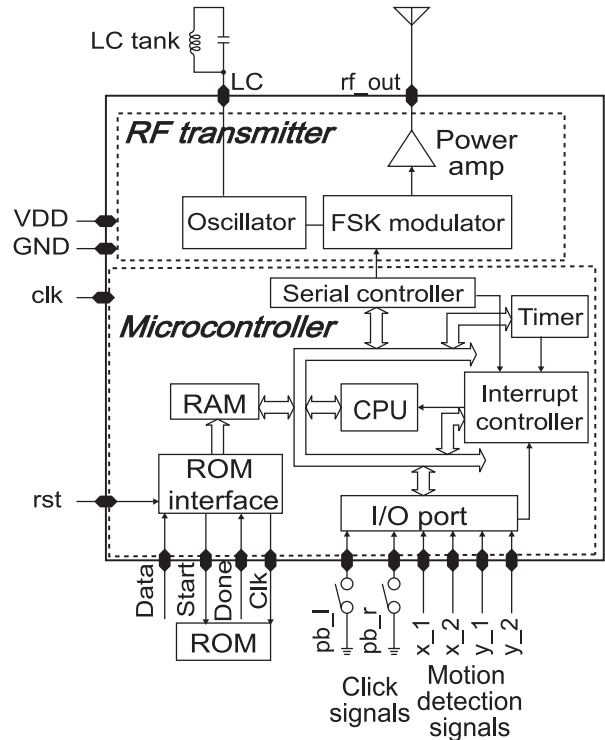 LC tank
LC
rf_out
RF transmitter
Power
amp
VDD
GND
Oscillator
FSK modulator
clk
Serial controller
Microcontroller
Timer
RAM
CPU
Interrupt
controller
ROM
interface
rst
I/O port
Data
Start
Done
Clk
ROM
pb_l
pb_r
x_1
x_2
y_1
y_2
Click
signals
Motion
detection
signals